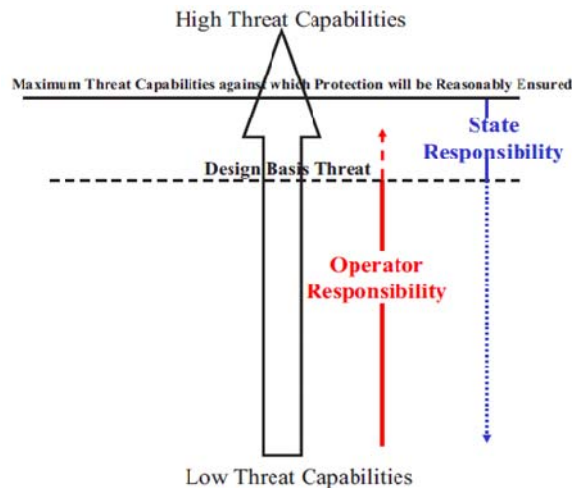 High Threat Capabilities
Maximum Threat Capabilities against which Protection will be Reasonably Ensured
State
Responsibility
Design Basis Threat
Operator
Responsibility
Low Threat Capabilities